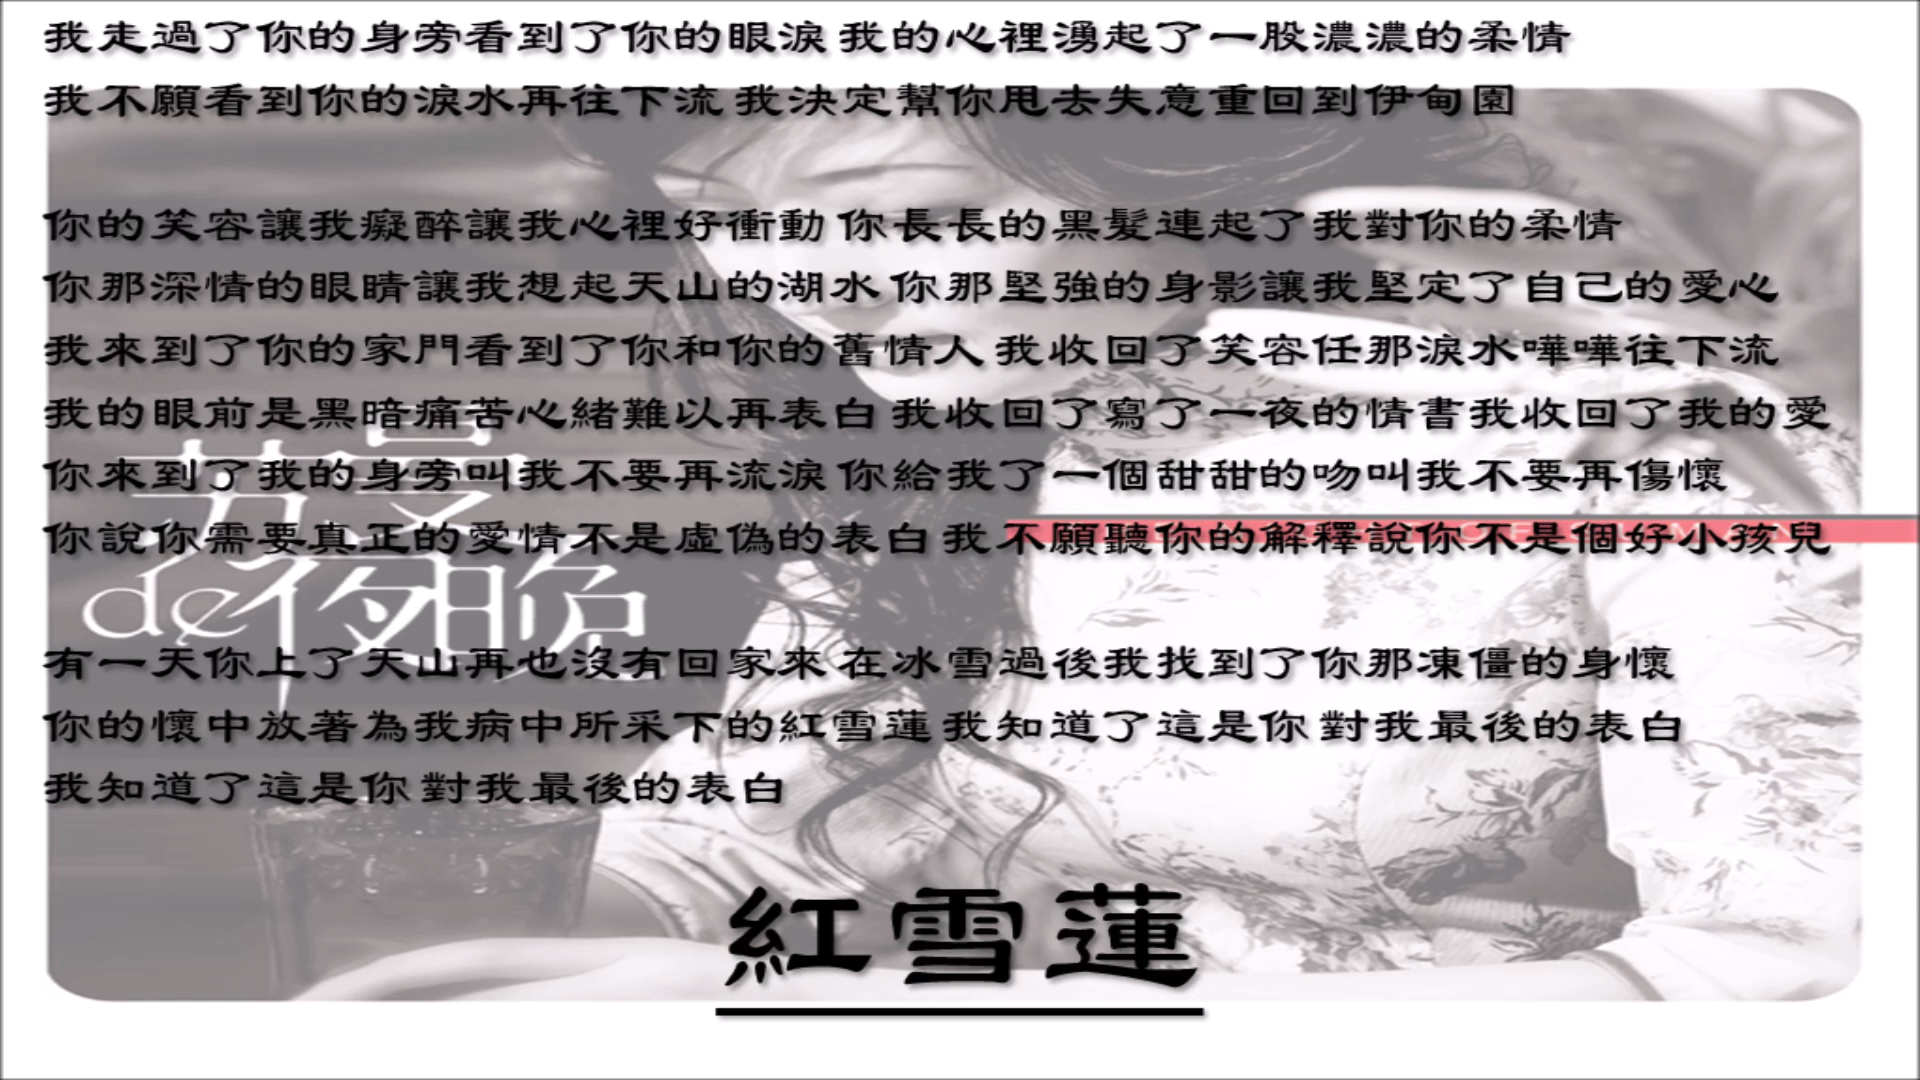 我走過了你的身旁看到了你的眼淚 我的心裡湧起了一股濃濃的柔情
我不願看到你的淚水再往下流 我決定幫你甩去失意重回到伊甸園
你的笑容讓我癡醉讓我心裡好衝動 你長長的黑髮連起了我對你的柔情
你那深情的眼睛讓我想起天山的湖水 你那堅強的身影讓我堅定了自己的愛心
我來到了你的家門看到了你和你的舊情人 我收回了笑容任那淚水嘩嘩往下流
我的眼前是黑暗痛苦心緒難以再表白 我收回了寫了一夜的情書我收回了我的愛
你來到了我的身旁叫我不要再流淚 你給我了一個甜甜的吻叫我不要再傷懷
你說你需要真正的愛情不是虛偽的表白 我不願聽你的解釋說你不是個好小孩兒
de夜晚
有一天你上了天山再也沒有回家來 在冰雪過後我找到了你那凍僵的身懷
你的懷中放著為我病中所采下的紅雪蓮 我知道了這是你 對我最後的表白
我知道了這是你 對我最後的表白
紅雪蓮